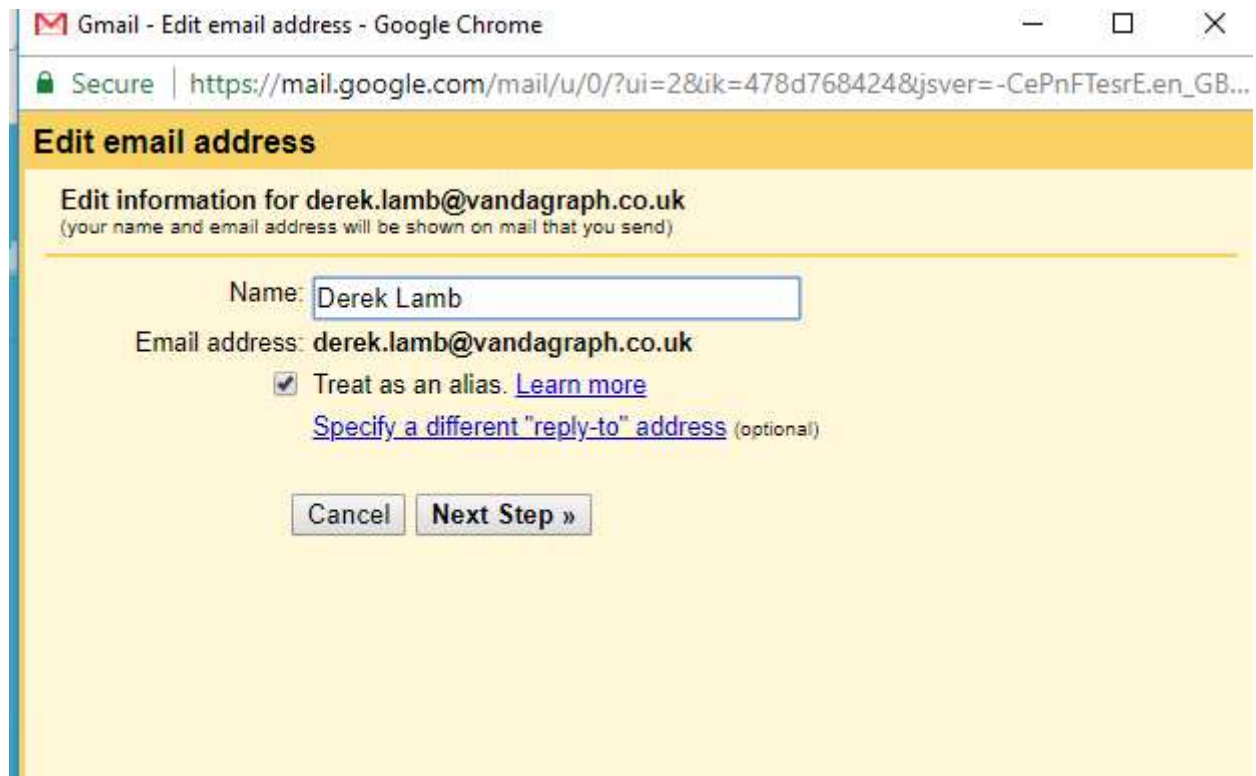 Gmail - Edit email address - Google Chrome
Secure | https://mail.google.com/mail/u/0/?ui=2&ik=478d768424&jsver=-CePnFTesrE.en_GB...
Edit email address
Edit information for derek.lamb@vandagraph.co.uk
(your name and email address will be shown on mail that you send)
Name: Derek Lamb
Email address: derek.lamb@vandagraph.co.uk
Treat as an alias. Learn more
Specify a different "reply-to" address (optional)
Cancel Next Step »